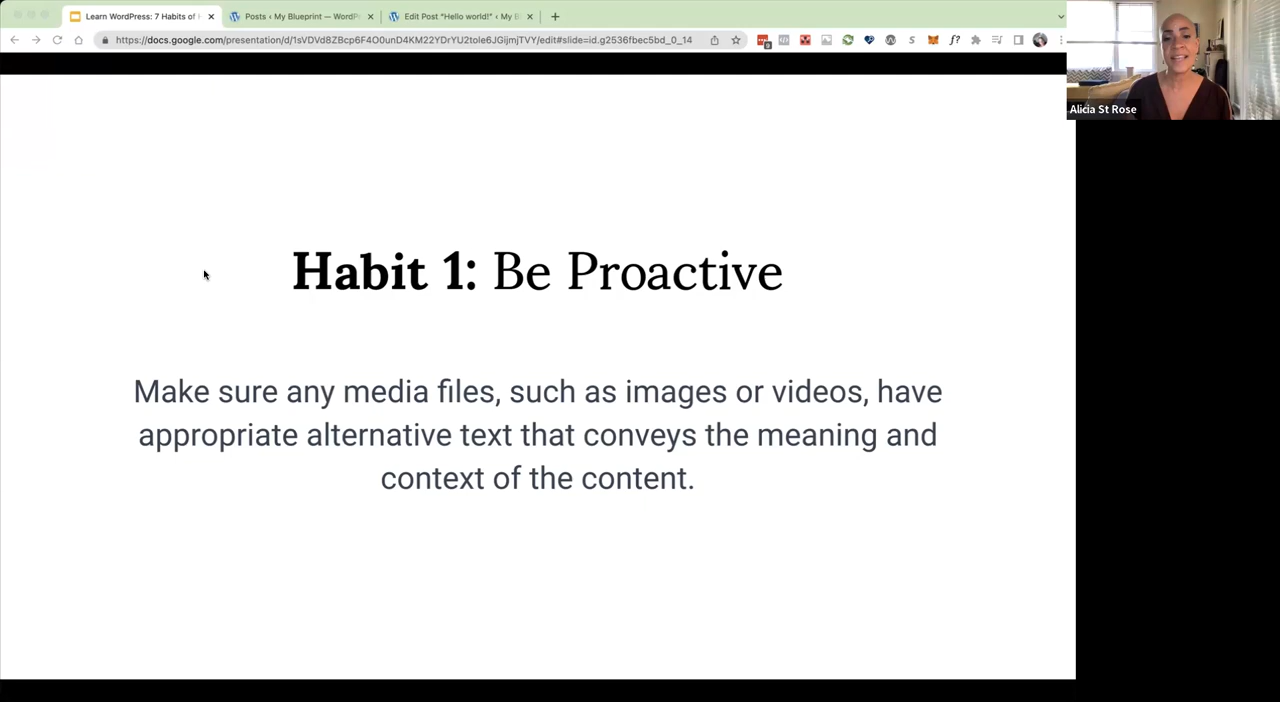 Learn WordPress: 7 Habits of H
Posts ‹ My Blueprint — WordP
Edit Post “Hello world!” ‹ My B
https://docs.google.com/presentation/d/1sVDVd8ZBcp6F4O0unD4KM22YDrYU2tole6JGijmjTVY/edit#slide=id.g2536fbec5bd_0_14
Alicia St Rose
Habit 1: Be Proactive
Make sure any media files, such as images or videos, have
appropriate alternative text that conveys the meaning and
context of the content.